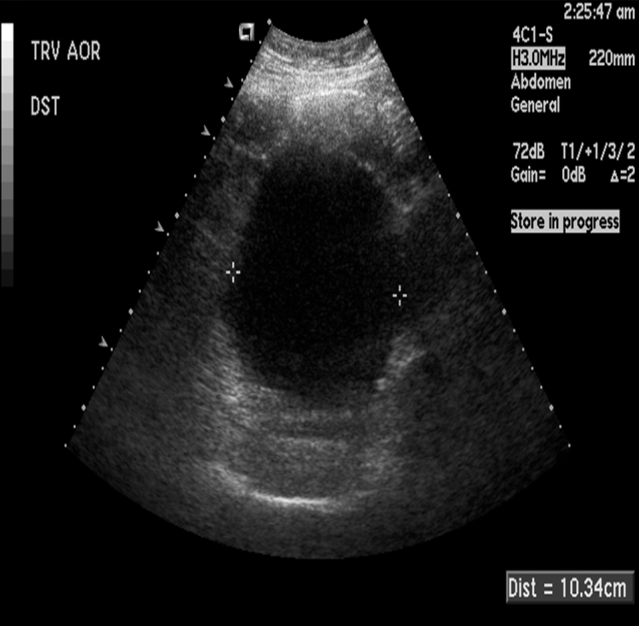 2:25:47 am
TRV AOR
4C1-S
H3.0MHz 220mm
Abdomen
DST
General
72dB T1/+1/3/2
Gain= 0dB Δ=2
Store in progress
Dist = 10.34cm